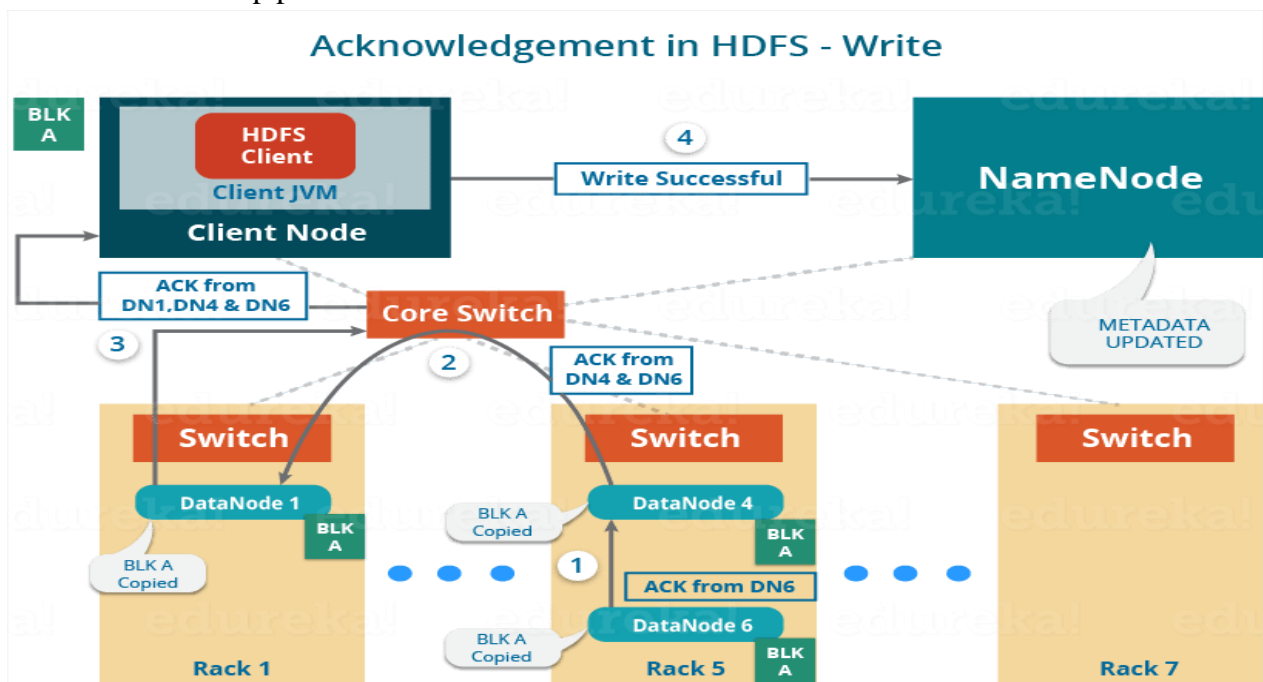 Acknowledgement in HDFS - Write
BLK
A
HDFS
Client
Client JVM
Client Node
4
Write Successful
NameNode
METADATA
UPDATED
ACK from
DN1,DN4 & DN6
3
Core Switch
2
ACK from
DN4 & DN6
Switch
DataNode 1
BLK
A
BLK A
Copied
Rack 1
Switch
DataNode 4
BLK A
Copied
BLK
A
1
ACK from DN6
DataNode 6
BLK A
Copied
BLK
A
Rack 5
Switch
Rack 7
edureka!